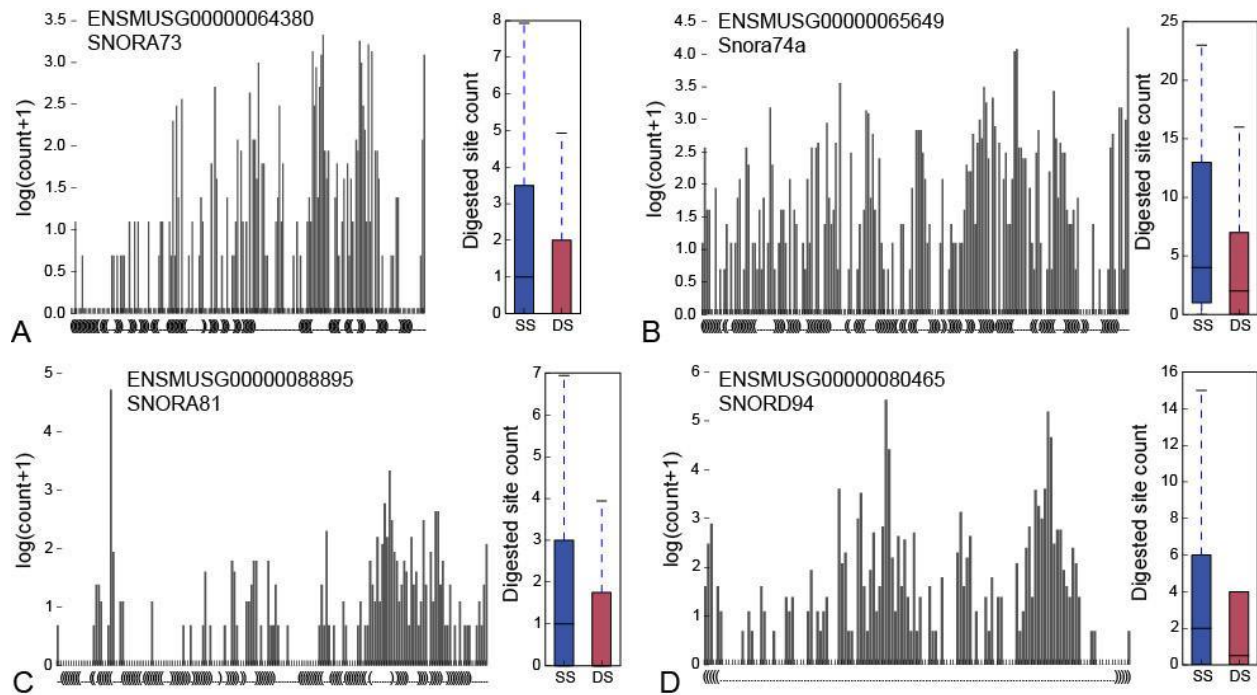 ENSMUSG00000064380
SNORA73
3.5
3.0
2.5
2.0
1.5
1.0
0.5
0.0
log(count+1)
A
Digested site count
8
7
6
5
4
3
2
1
0
SS DS
ENSMUSG00000065649
Snora74a
4.5
4.0
3.5
3.0
2.5
2.0
1.5
1.0
0.5
0.0
log(count+1)
B
Digested site count
25
20
15
10
5
0
SS DS
ENSMUSG00000088895
SNORA81
5
4
3
2
1
0
log(count+1)
C
Digested site count
7
6
5
4
3
2
1
0
SS DS
ENSMUSG00000080465
SNORD94
6
5
4
3
2
1
0
log(count+1)
D
Digested site count
16
14
12
10
8
6
4
2
0
SS DS